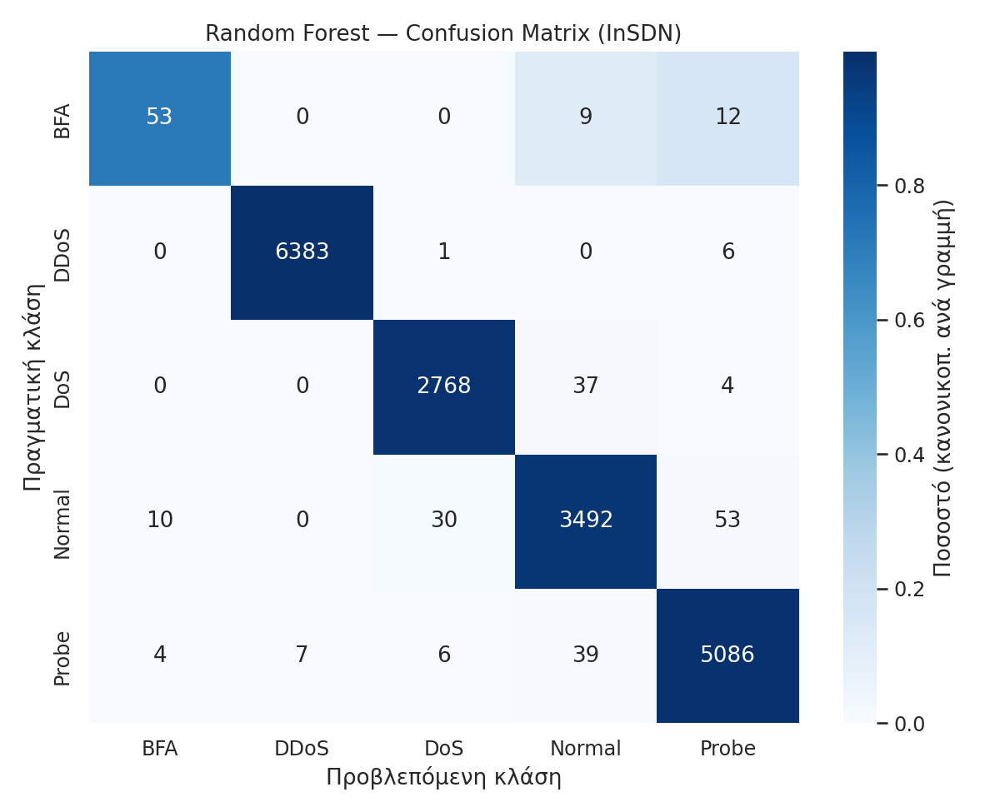 Random Forest — Confusion Matrix (InSDN)
BFA
53 0 0 9 12
DDoS
0 6383 1 0 6
DoS
0 0 2768 37 4
Normal
10 0 30 3492 53
Probe
4 7 6 39 5086
BFA DDoS DoS Normal Probe
Προβλεπόμενη κλάση
Πραγματική κλάση
0.8
0.6
0.4
0.2
0.0
Ποσοστό (κανονικοπ. ανά γραμμή)